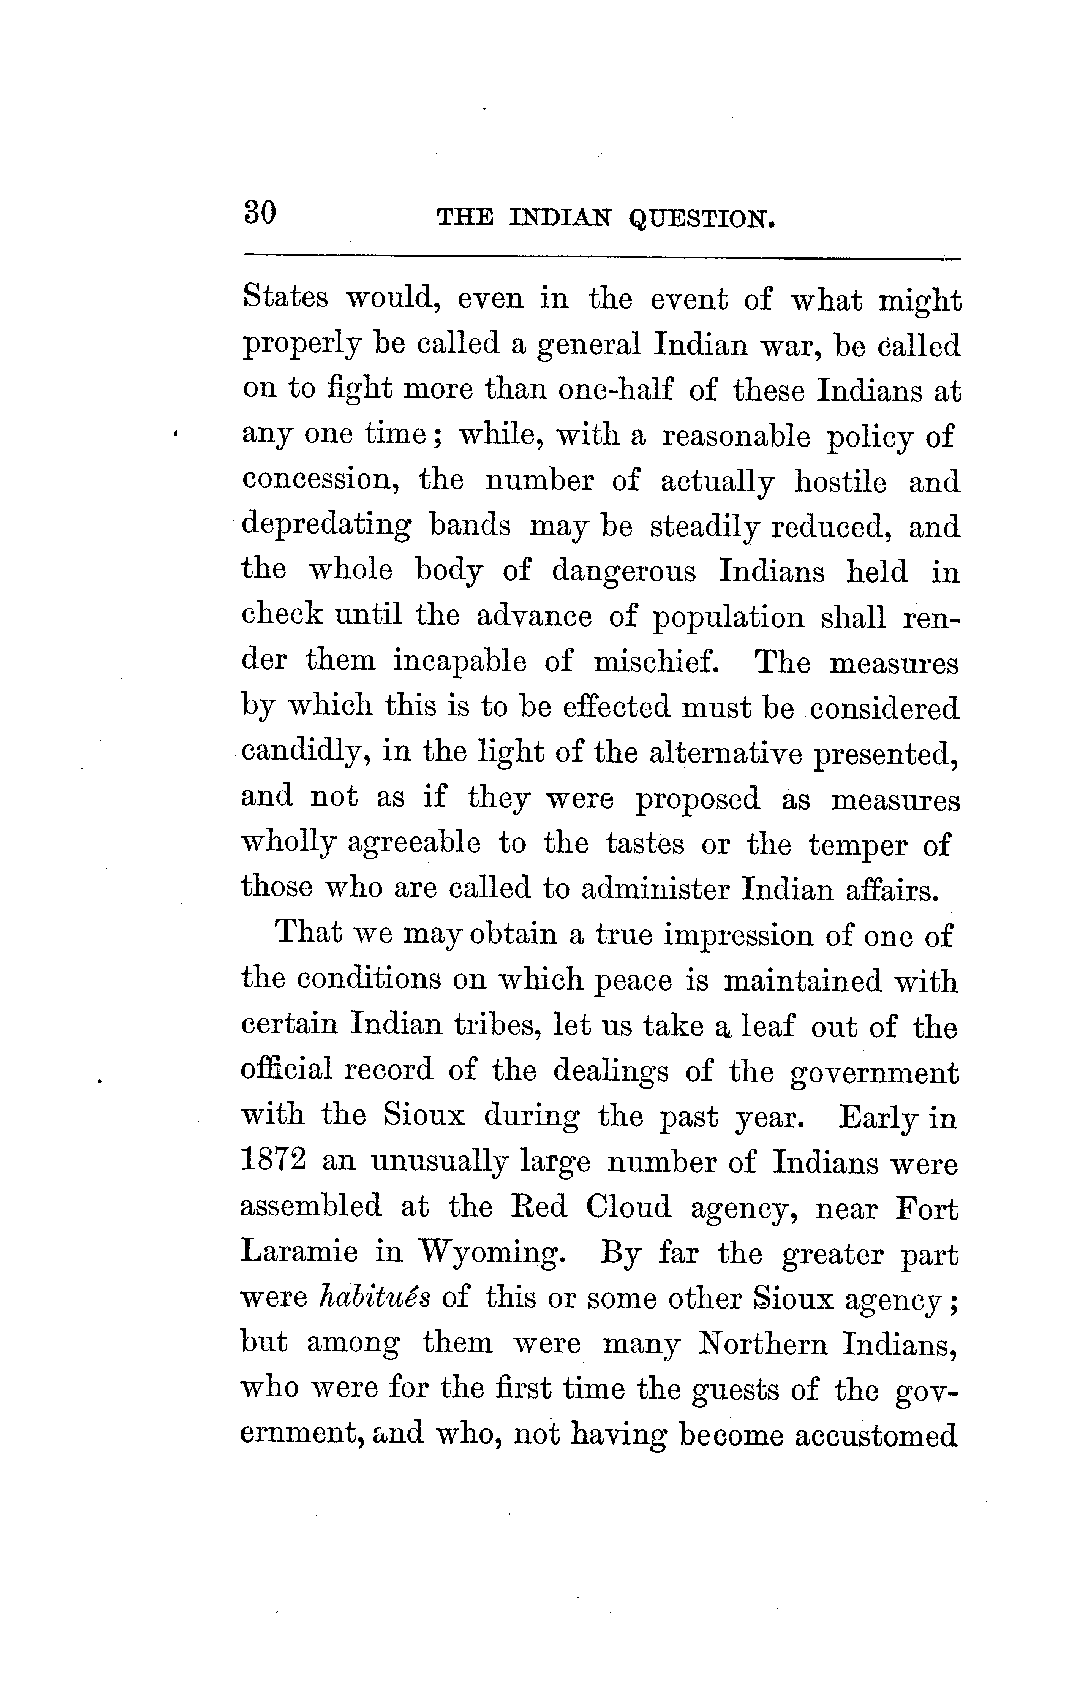 30 THE INDIAN QUESTION.
States would, even in the event of what might
properly be called a general Indian war, be called
on to fight more than one-half of these Indians at
any one time; while, with a reasonable policy of
concession, the number of actually hostile and
depredating bands may be steadily reduced, and
the whole body of dangerous Indians held in
check until the advance of population shall ren-
der them incapable of mischief. The measures
by which this is to be effected must be considered
candidly, in the light of the alternative presented,
and not as if they were proposed as measures
wholly agreeable to the tastes or the temper of
those who are called to administer Indian affairs.
That we may obtain a true impression of one of
the conditions on which peace is maintained with
certain Indian tribes, let us take a leaf out of the
official record of the dealings of the government
with the Sioux during the past year. Early in
1872 an unusually large number of Indians were
assembled at the Red Cloud agency, near Fort
Laramie in Wyoming. By far the greater part
were habitués of this or some other Sioux agency;
but among them were many Northern Indians,
who were for the first time the guests of the gov-
ernment, and who, not having become accustomed